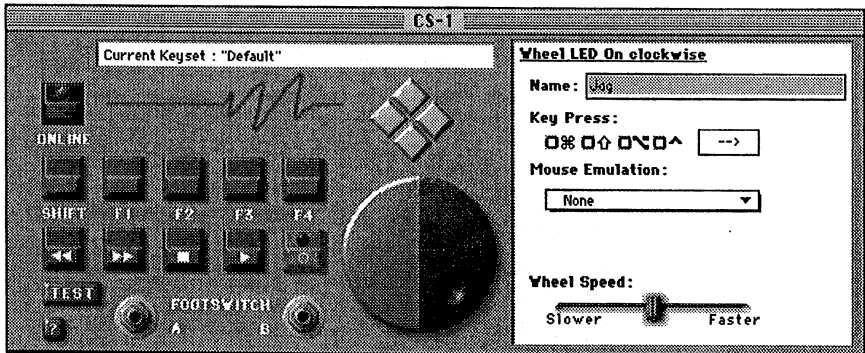 CS-1
Current Keyset : "Default"
ONLINE
SHIFT F1 F2 F3 F4
TEST
?
FOOTSWITCH
A B
Wheel LED On clockwise
Name: Jog
Key Press:
⌘ ⇧ ⌥ ^ -->
Mouse Emulation:
None
Wheel Speed:
Slower Faster